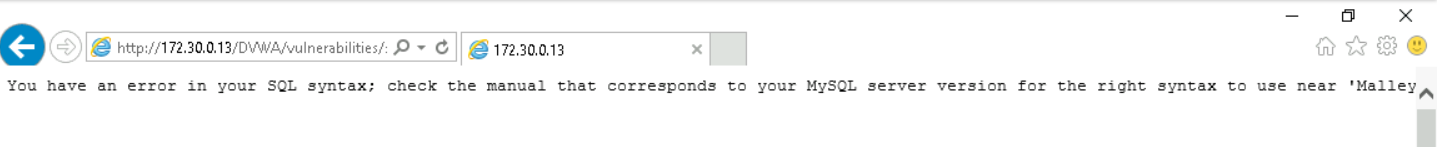 http://172.30.0.13/DVWA/vulnerabilities/:
172.30.0.13
You have an error in your SQL syntax; check the manual that corresponds to your MySQL server version for the right syntax to use near 'Malley